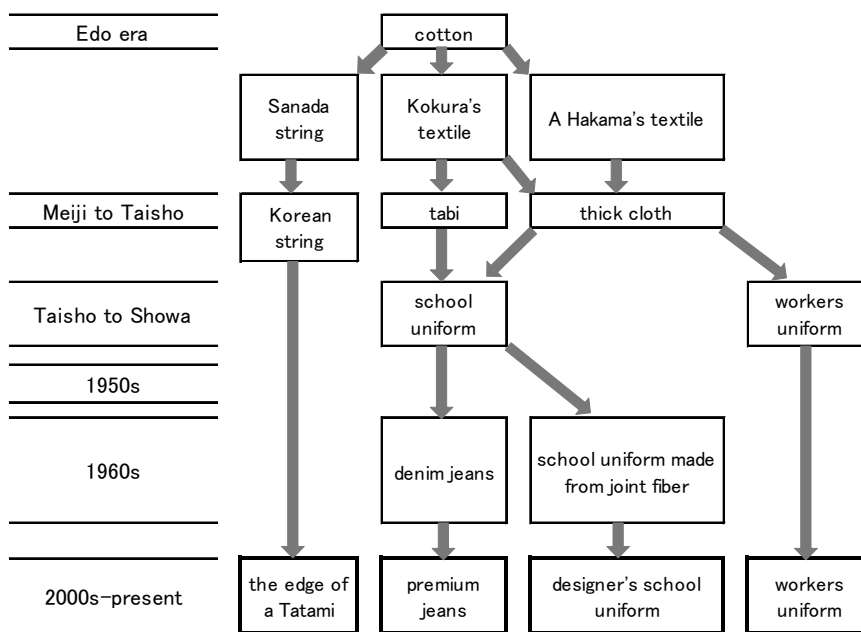 Edo era
cotton
Sanada
string
Kokura's
textile
A Hakama's textile
Meiji to Taisho
Korean
string
tabi
thick cloth
Taisho to Showa
school
uniform
workers
uniform
1950s
1960s
denim jeans
school uniform made
from joint fiber
2000s-present
the edge of
a Tatami
premium
jeans
designer's school
uniform
workers
uniform